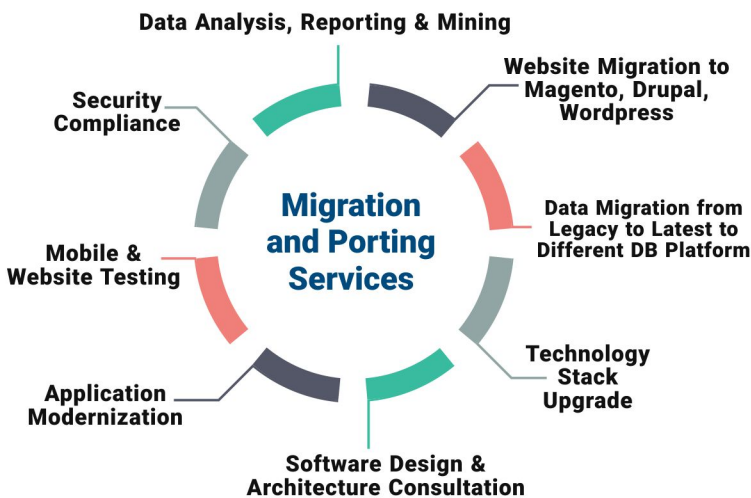 Data Analysis, Reporting & Mining
Website Migration to
Magento, Drupal,
Wordpress
Security
Compliance
Migration
and Porting
Services
Data Migration from
Legacy to Latest to
Different DB Platform
Mobile &
Website Testing
Technology
Stack
Upgrade
Application
Modernization
Software Design &
Architecture Consultation